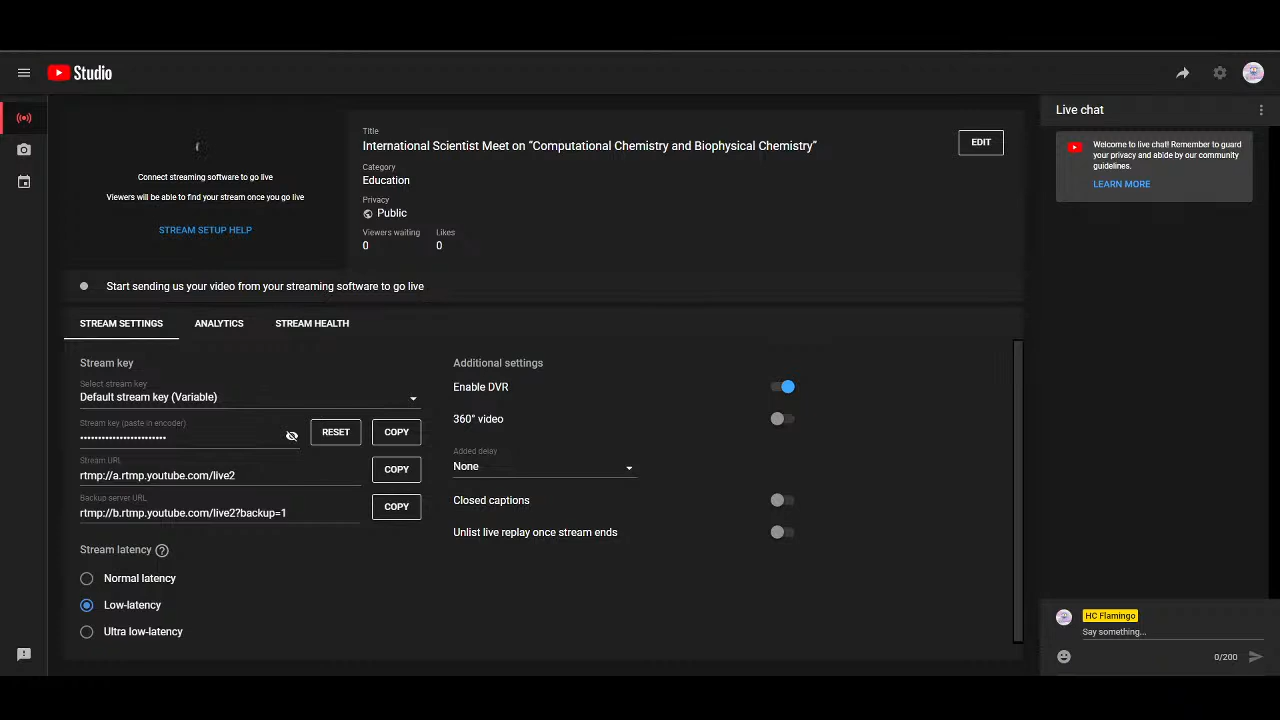 Studio
Connect streaming software to go live
Viewers will be able to find your stream once you go live
STREAM SETUP HELP
Title
International Scientist Meet on “Computational Chemistry and Biophysical Chemistry”
EDIT
Category
Education
Privacy
Public
Viewers waiting
Likes
0
0
Start sending us your video from your streaming software to go live
STREAM SETTINGS
ANALYTICS
STREAM HEALTH
Stream key
Select stream key
Default stream key (Variable)
Stream key (paste in encoder)
••••••••••••••••••••••••
RESET
COPY
Stream URL
rtmp://a.rtmp.youtube.com/live2
COPY
Backup server URL
rtmp://b.rtmp.youtube.com/live2?backup=1
COPY
Stream latency
Normal latency
Low-latency
Ultra low-latency
Additional settings
Enable DVR
360° video
Added delay
None
Closed captions
Unlist live replay once stream ends
Live chat
Welcome to live chat! Remember to guard
your privacy and abide by our community
guidelines.
LEARN MORE
HC Flamingo
Say something...
0/200